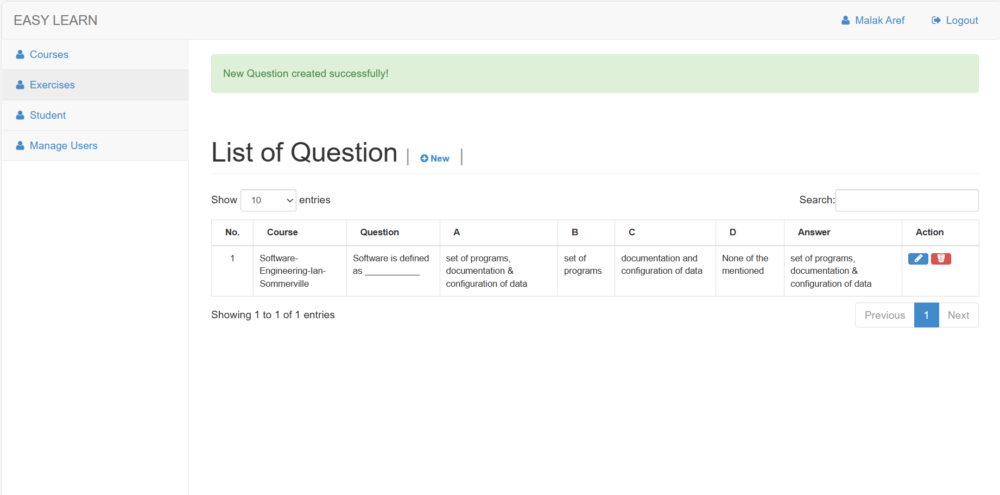 EASY LEARN
Malak Aref
Logout
Courses
Exercises
Student
Manage Users
New Question created successfully!
List of Question | New |
Show 10 entries
Search:
No. Course Question A B C D Answer Action
1
Software-
Engineering-Ian-
Sommerville
Software is defined
as ____________
set of programs,
documentation &
configuration of data
set of
programs
documentation and
configuration of data
None of the
mentioned
set of programs,
documentation &
configuration of data
Showing 1 to 1 of 1 entries
Previous 1 Next